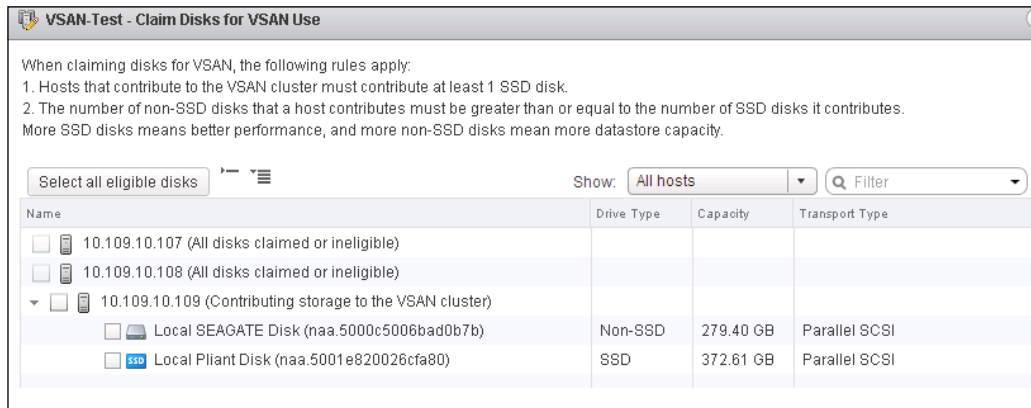 VSAN-Test - Claim Disks for VSAN Use
When claiming disks for VSAN, the following rules apply:
1. Hosts that contribute to the VSAN cluster must contribute at least 1 SSD disk.
2. The number of non-SSD disks that a host contributes must be greater than or equal to the number of SSD disks it contributes.
More SSD disks means better performance, and more non-SSD disks mean more datastore capacity.
Select all eligible disks Show: All hosts Filter
Name Drive Type Capacity Transport Type
10.109.10.107 (All disks claimed or ineligible)
10.109.10.108 (All disks claimed or ineligible)
10.109.10.109 (Contributing storage to the VSAN cluster)
Local SEAGATE Disk (naa.5000c5006bad0b7b) Non-SSD 279.40 GB Parallel SCSI
SSD Local Pliant Disk (naa.5001e820026cfa80) SSD 372.61 GB Parallel SCSI